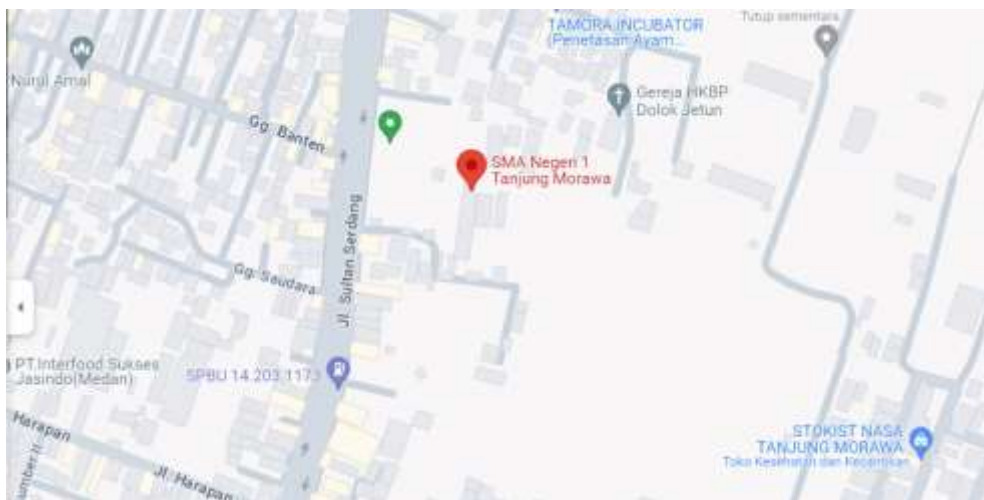 TAMORA INCUBATOR
(Penetasan Ayam...
Tutup sementara
Nurul Amal
Gereja HKBP
Dolok Jetun
Gg. Banten
SMA Negeri 1
Tanjung Morawa
Jl. Sultan Serdang
Gg. Saudara
PT.Interfood Sukses
Jasindo(Medan)
SPBU 14.203.1173
Harapan
Jl. Harapan
STOKIST NASA
TANJUNG MORAWA
Toko Kesehatan dan Kecantikan